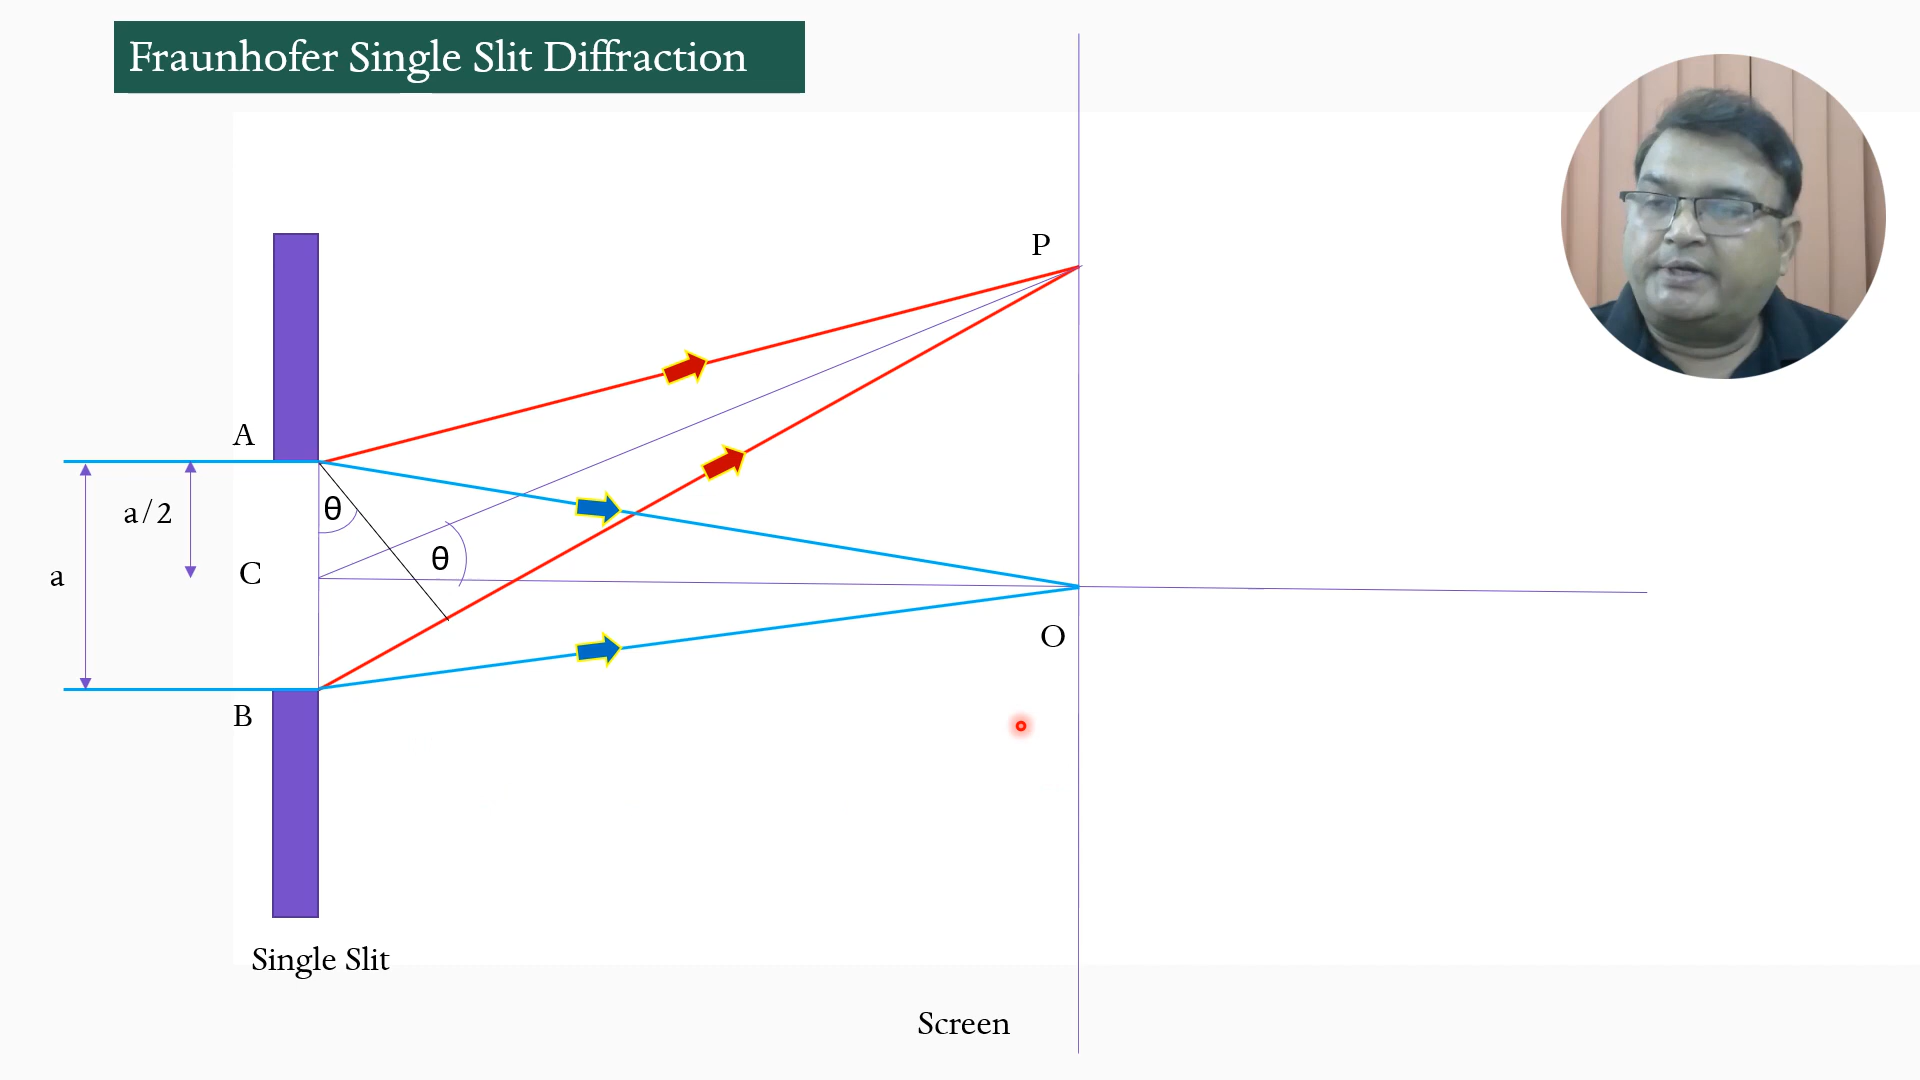 Fraunhofer Single Slit Diffraction
P
A
θ
a/2
θ
C
a
O
B
Single Slit
Screen